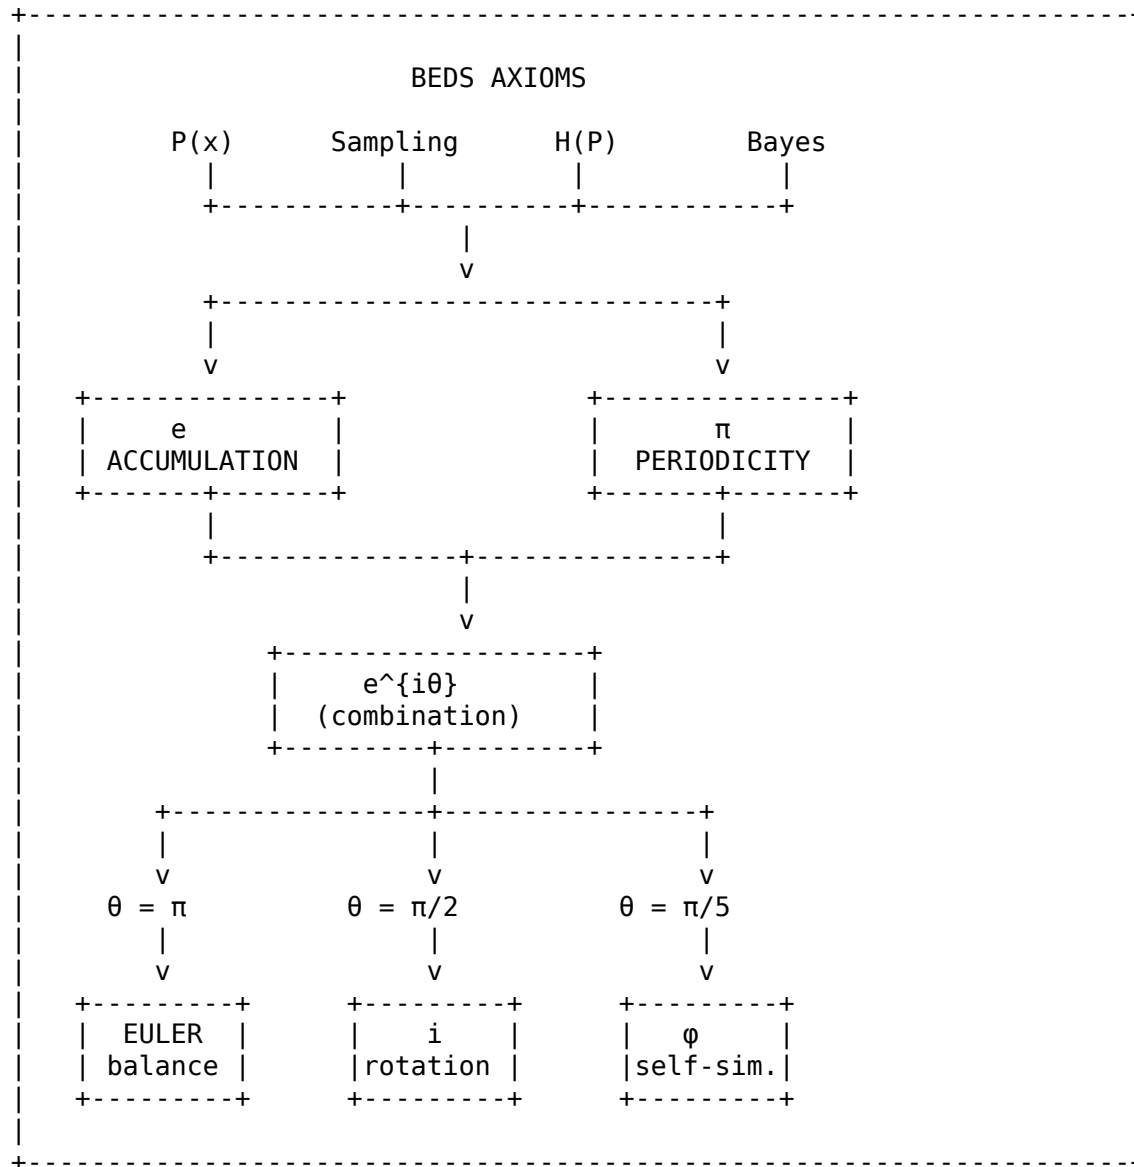 BEDS AXIOMS
P(x) Sampling H(P) Bayes
e π
ACCUMULATION PERIODICITY
e^{iθ}
(combination)
θ = π θ = π/2 θ = π/5
EULER i φ
balance rotation self-sim.